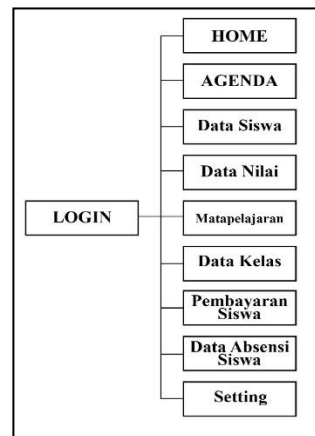 LOGIN
HOME
AGENDA
Data Siswa
Data Nilai
Matapelajaran
Data Kelas
Pembayaran
Siswa
Data Absensi
Siswa
Setting